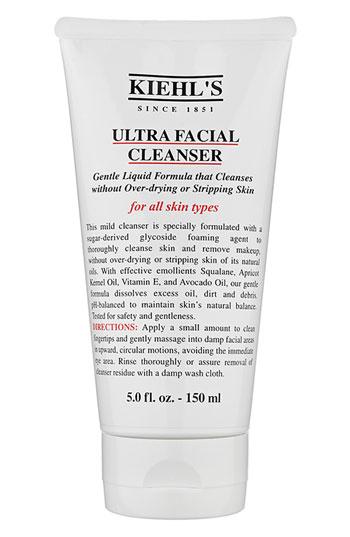 KIEHL'S
SINCE 1851
ULTRA FACIAL
CLEANSER
Gentle Liquid Formula that Cleanses
without Over-drying or Stripping Skin
for all skin types
This mild cleanser is specially formulated with a
sugar-derived glycoside foaming agent to
thoroughly cleanse skin and remove makeup,
without over-drying or stripping skin of its natural
oils. With effective emollients Squalane, Apricot
Kernel Oil, Vitamin E, and Avocado Oil, our gentle
formula dissolves excess oil, dirt and debris.
pH-balanced to maintain skin's natural balance.
Tested for safety and gentleness.
DIRECTIONS: Apply a small amount to clean
fingertips and gently massage into damp facial areas
in upward, circular motions, avoiding the immediate
eye area. Rinse thoroughly or assure removal of
cleanser residue with a damp wash cloth.
5.0 fl. oz. - 150 ml